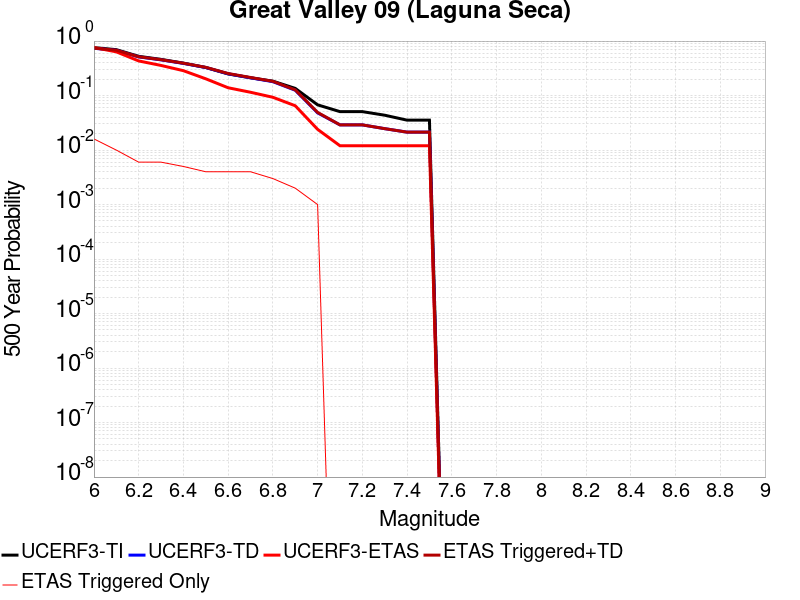 Great Valley 09 (Laguna Seca)
10^0
10^-1
10^-2
10^-3
10^-4
10^-5
10^-6
10^-7
10^-8
500 Year Probability
6 6.2 6.4 6.6 6.8 7 7.2 7.4 7.6 7.8 8 8.2 8.4 8.6 8.8 9
Magnitude
UCERF3-TI UCERF3-TD UCERF3-ETAS ETAS Triggered+TD
ETAS Triggered Only